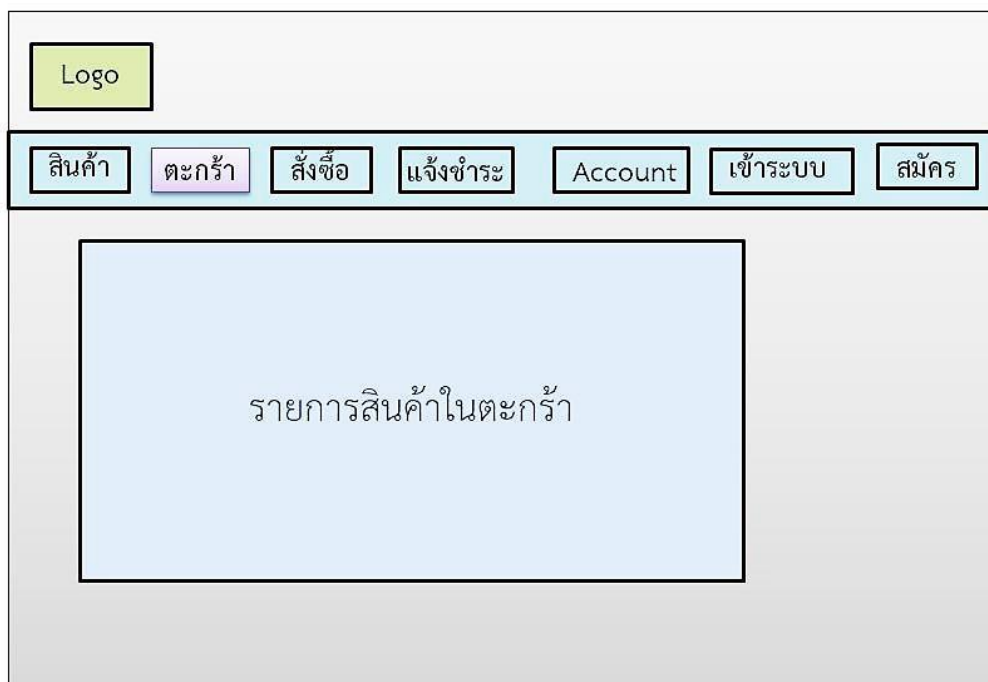 Logo
สินค้า ตะกร้า สั่งซื้อ แจ้งชำระ Account เข้าระบบ สมัคร
รายการสินค้าในตะกร้า